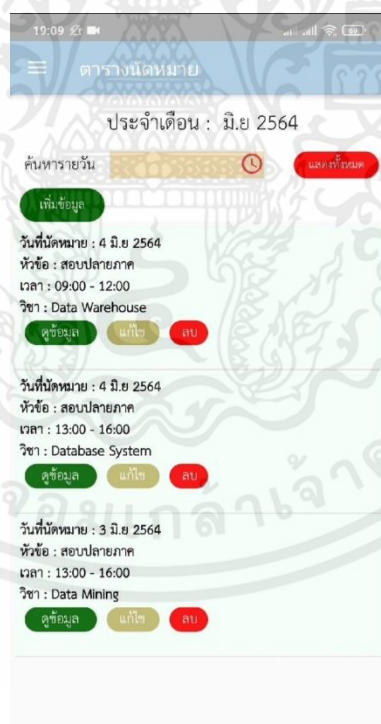 19:09
ตารางนัดหมาย
ประจำเดือน : มิ.ย 2564
ค้นหารายวัน
แสดงทั้งหมด
เพิ่มข้อมูล
วันที่นัดหมาย : 4 มิ.ย 2564
หัวข้อ : สอบปลายภาค
เวลา : 09:00 - 12:00
วิชา : Data Warehouse
ดูข้อมูล แก้ไข ลบ
วันที่นัดหมาย : 4 มิ.ย 2564
หัวข้อ : สอบปลายภาค
เวลา : 13:00 - 16:00
วิชา : Database System
ดูข้อมูล แก้ไข ลบ
วันที่นัดหมาย : 3 มิ.ย 2564
หัวข้อ : สอบปลายภาค
เวลา : 13:00 - 16:00
วิชา : Data Mining
ดูข้อมูล แก้ไข ลบ